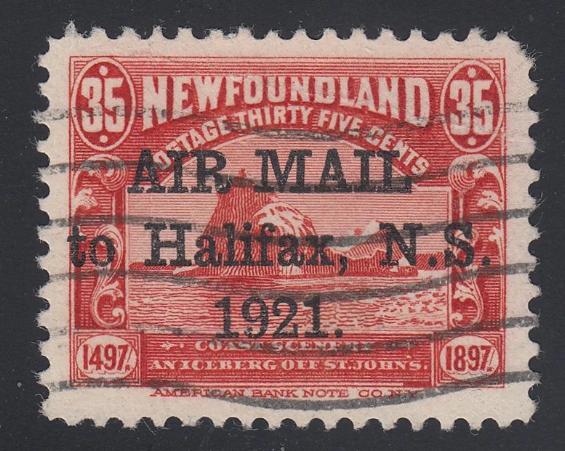 35 NEWFOUNDLAND 35
POSTAGE THIRTY FIVE CENTS
AIR MAIL
to Halifax, N.S.
1921.
COAST SCENERY
1497 AN ICEBERG OFF ST. JOHN'S. 1897
AMERICAN BANK NOTE CO. N.Y.